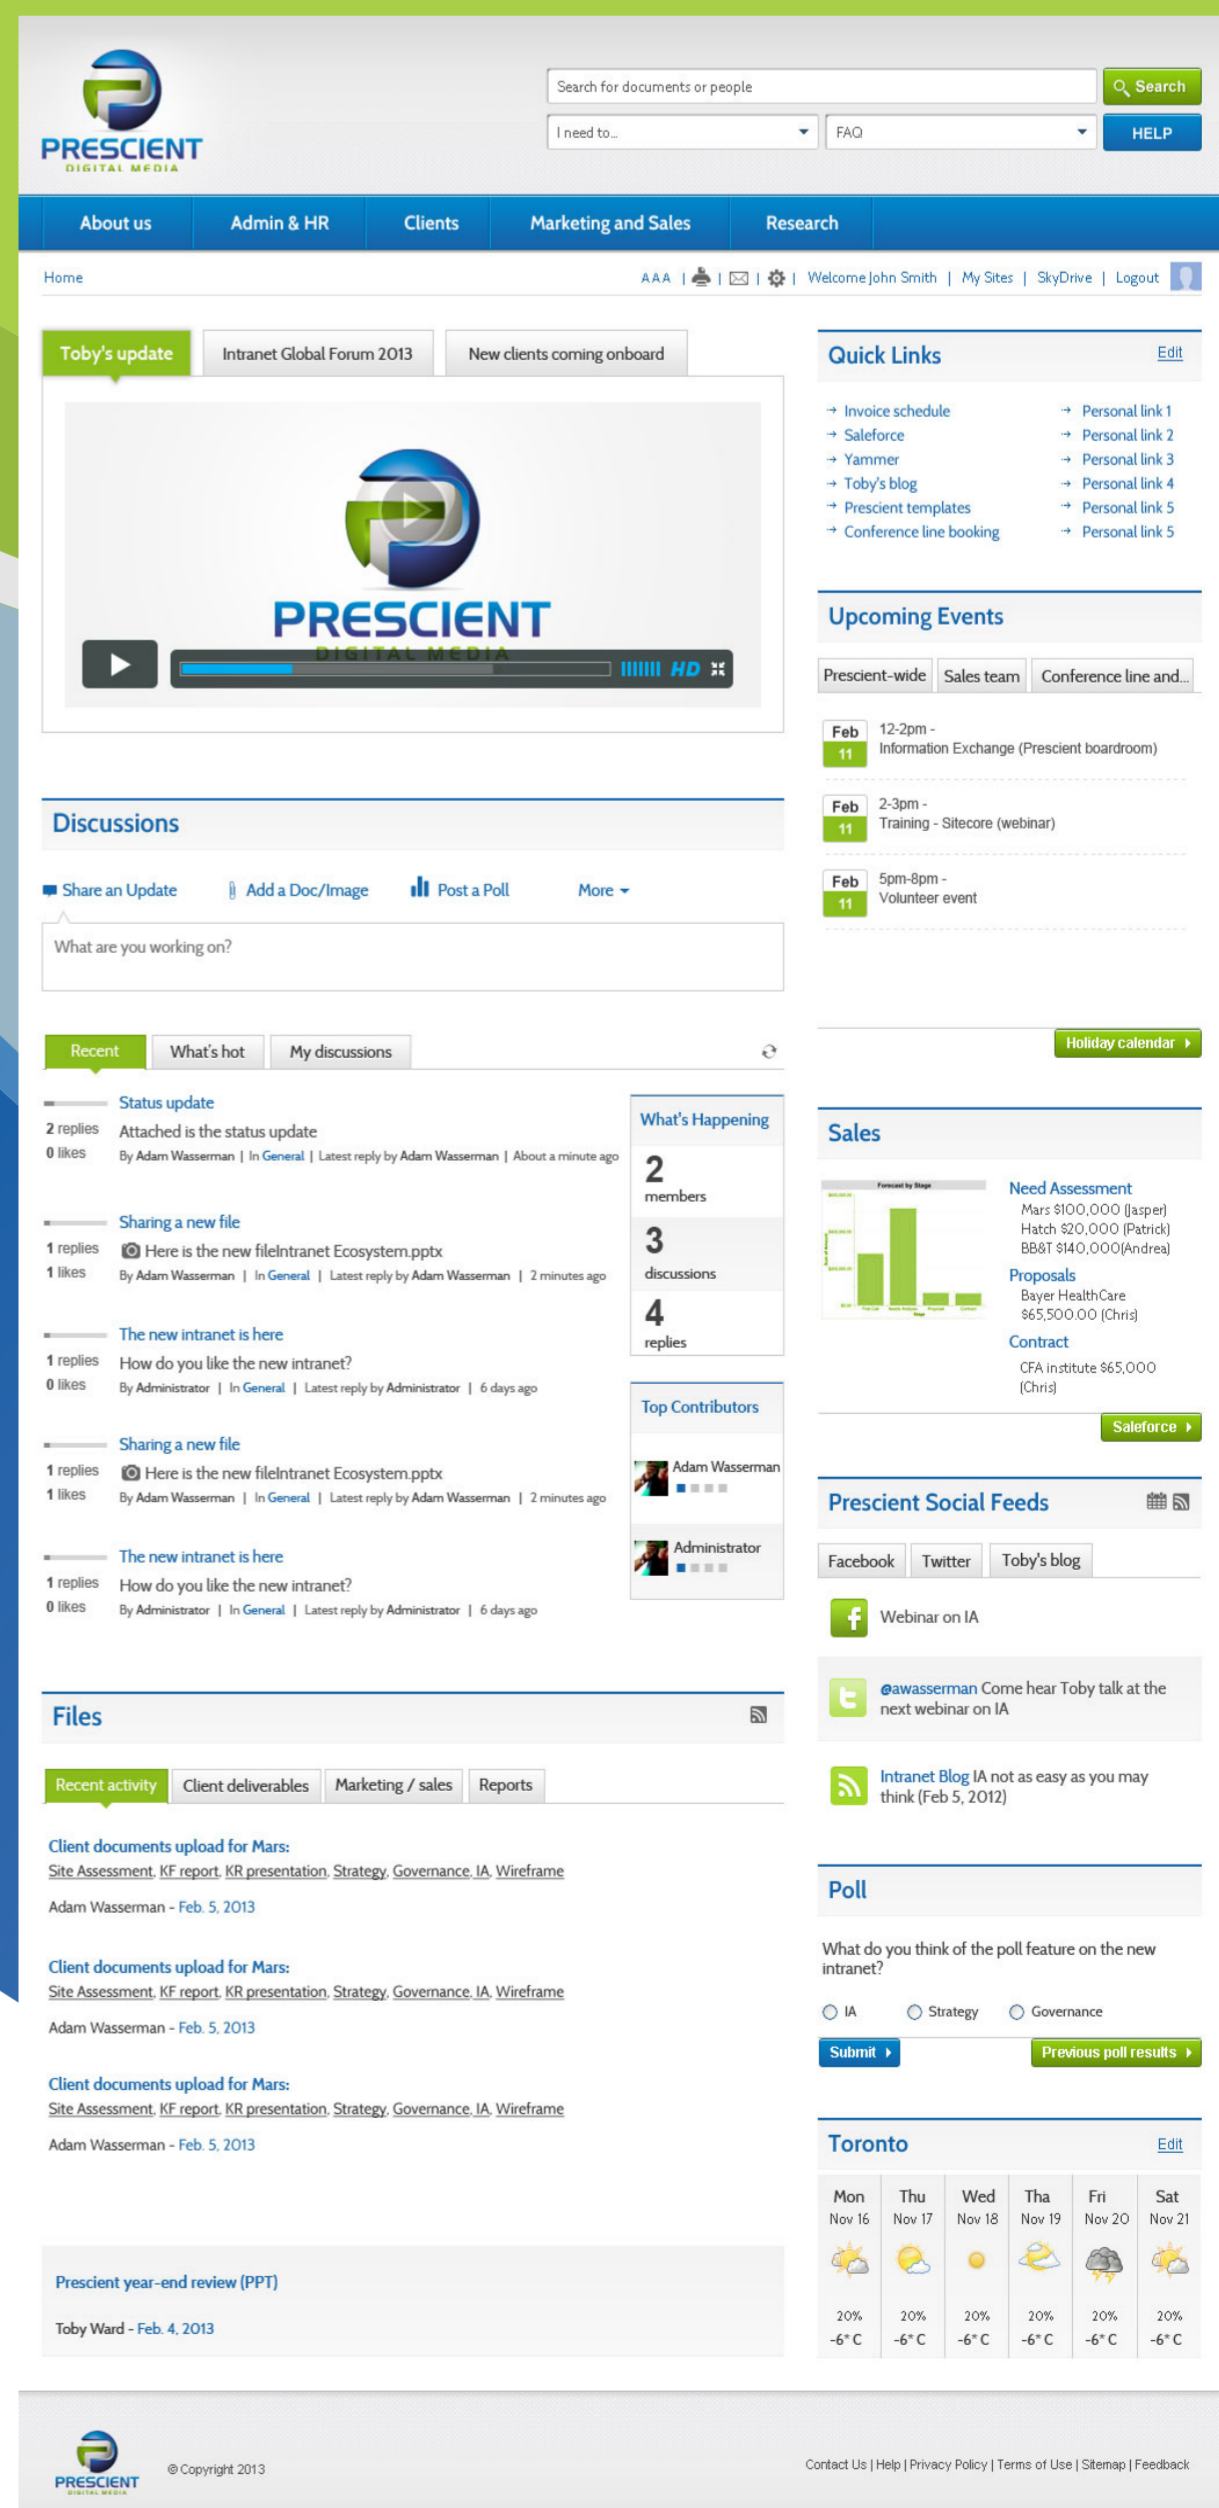 PRESCIENT
DIGITAL MEDIA
Search for documents or people
Search
I need to...
FAQ
HELP
About us
Admin & HR
Clients
Marketing and Sales
Research
Home
AAA | | | | Welcome John Smith | My Sites | SkyDrive | Logout
Toby's update
Intranet Global Forum 2013
New clients coming onboard
PRESCIENT
DIGITAL MEDIA
HD
Discussions
Share an Update
Add a Doc/Image
Post a Poll
More
What are you working on?
Recent
What's hot
My discussions
Status update
2 replies
Attached is the status update
0 likes
By Adam Wasserman | In General | Latest reply by Adam Wasserman | About a minute ago
Sharing a new file
1 replies
Here is the new fileIntranet Ecosystem.pptx
1 likes
By Adam Wasserman | In General | Latest reply by Adam Wasserman | 2 minutes ago
The new intranet is here
1 replies
How do you like the new intranet?
0 likes
By Administrator | In General | Latest reply by Administrator | 6 days ago
Sharing a new file
1 replies
Here is the new fileIntranet Ecosystem.pptx
1 likes
By Adam Wasserman | In General | Latest reply by Adam Wasserman | 2 minutes ago
The new intranet is here
1 replies
How do you like the new intranet?
0 likes
By Administrator | In General | Latest reply by Administrator | 6 days ago
What's Happening
2
members
3
discussions
4
replies
Top Contributors
Adam Wasserman
Administrator
Files
Recent activity
Client deliverables
Marketing / sales
Reports
Client documents upload for Mars:
Site Assessment, KF report, KR presentation, Strategy, Governance, IA, Wireframe
Adam Wasserman - Feb. 5, 2013
Client documents upload for Mars:
Site Assessment, KF report, KR presentation, Strategy, Governance, IA, Wireframe
Adam Wasserman - Feb. 5, 2013
Client documents upload for Mars:
Site Assessment, KF report, KR presentation, Strategy, Governance, IA, Wireframe
Adam Wasserman - Feb. 5, 2013
Prescient year-end review (PPT)
Toby Ward - Feb. 4, 2013
Quick Links
Edit
Invoice schedule
Saleforce
Yammer
Toby's blog
Prescient templates
Conference line booking
Personal link 1
Personal link 2
Personal link 3
Personal link 4
Personal link 5
Personal link 5
Upcoming Events
Prescient-wide
Sales team
Conference line and...
Feb
11
12-2pm -
Information Exchange (Prescient boardroom)
Feb
11
2-3pm -
Training - Sitecore (webinar)
Feb
11
5pm-8pm -
Volunteer event
Holiday calendar
Sales
Forecast by Stage
Stage
Need Assessment
Mars $100,000 (Jasper)
Hatch $20,000 (Patrick)
BB&T $140,000(Andrea)
Proposals
Bayer HealthCare
$65,500.00 (Chris)
Contract
CFA institute $65,000
(Chris)
Saleforce
Prescient Social Feeds
Facebook
Twitter
Toby's blog
Webinar on IA
@awasserman Come hear Toby talk at the
next webinar on IA
Intranet Blog IA not as easy as you may
think (Feb 5, 2012)
Poll
What do you think of the poll feature on the new
intranet?
IA
Strategy
Governance
Submit
Previous poll results
Toronto
Edit
Mon
Thu
Wed
Tha
Fri
Sat
Nov 16
Nov 17
Nov 18
Nov 19
Nov 20
Nov 21
20%
20%
20%
20%
20%
20%
-6° C
-6° C
-6° C
-6° C
-6° C
-6° C
PRESCIENT
DIGITAL MEDIA
© Copyright 2013
Contact Us | Help | Privacy Policy | Terms of Use | Sitemap | Feedback